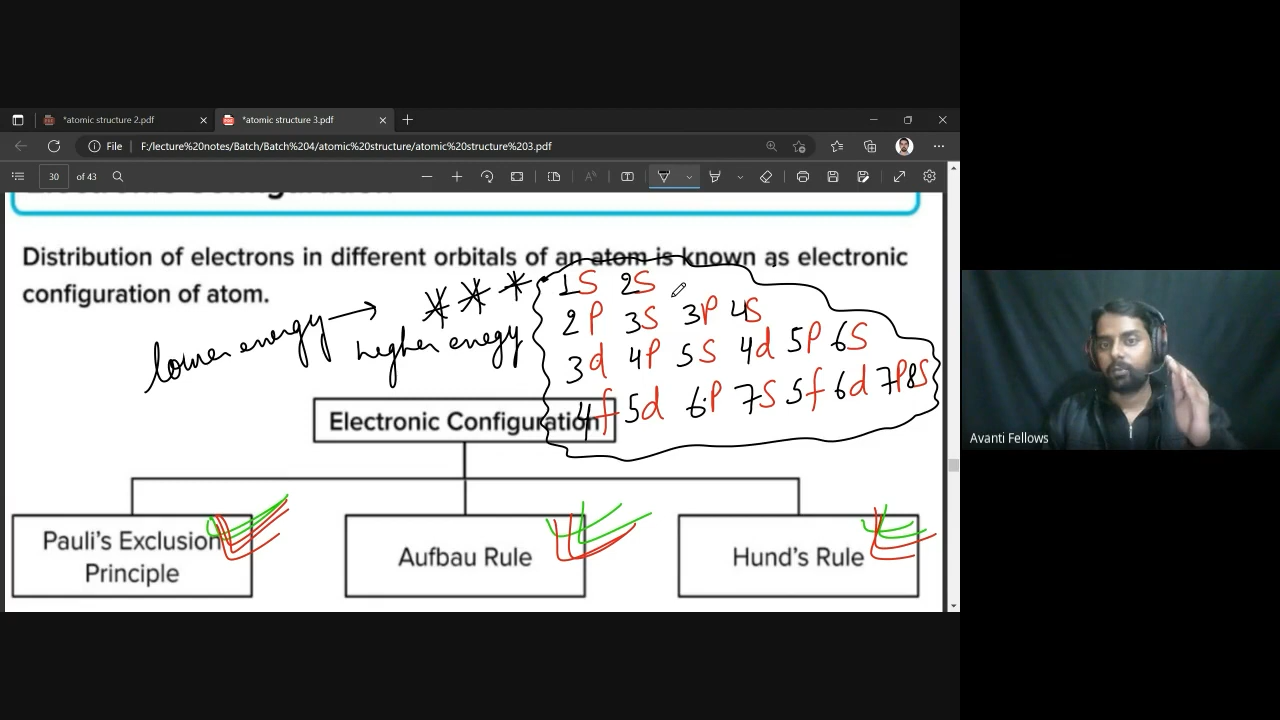 *atomic structure 2.pdf
*atomic structure 3.pdf
File F:/lecture%20notes/Batch/Batch%204/atomic%20structure/atomic%20structure%203.pdf
30 of 43
Electronic Configuration
Distribution of electrons in different orbitals of an atom is known as electronic
configuration of atom.
lower energy → higher enegy
* * *
1S 2S
2P 3S 3P 4S
3d 4P 5S 4d 5P 6S
4f 5d 6P 7S 5f 6d 7P 8S
Electronic Configuration
Pauli's Exclusion
Principle
Aufbau Rule
Hund's Rule
Avanti Fellows